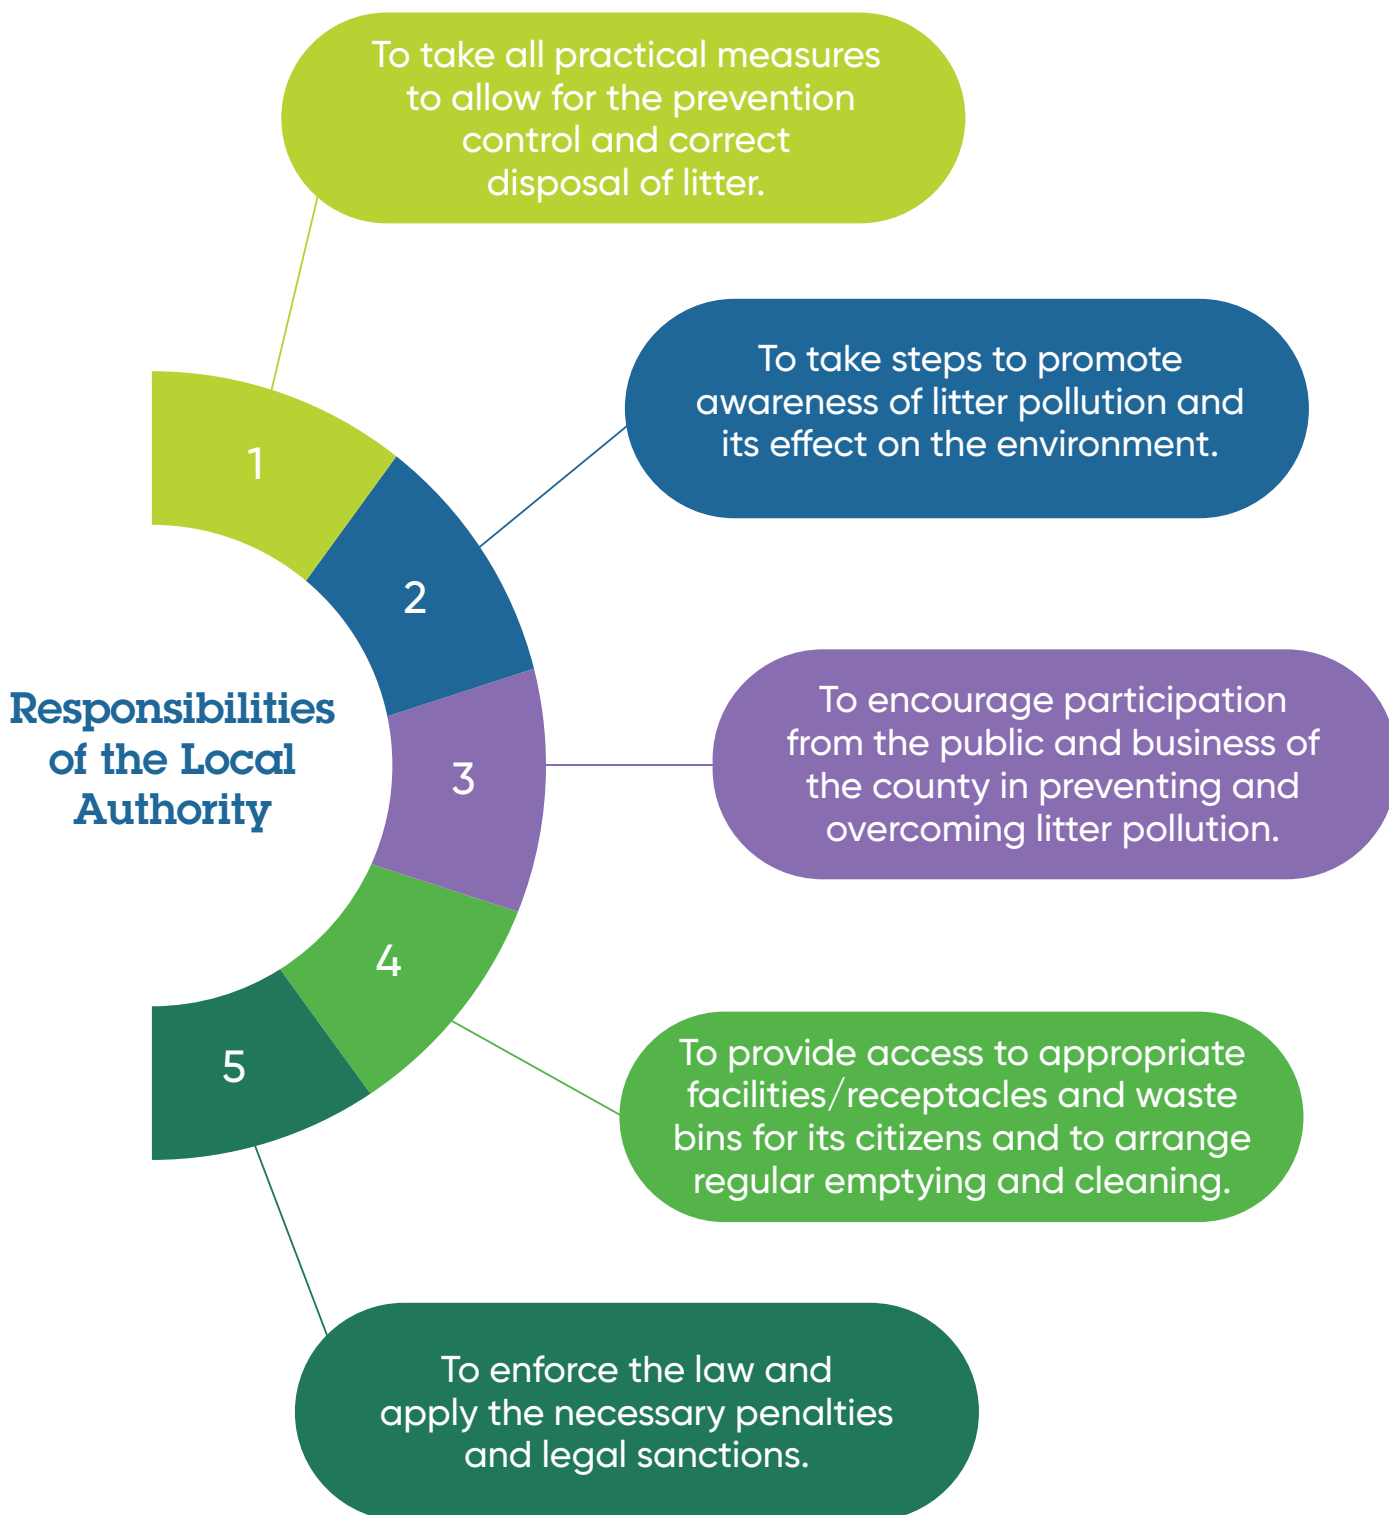 To take all practical measures
to allow for the prevention
control and correct
disposal of litter.
To take steps to promote
awareness of litter pollution and
its effect on the environment.
1
2
Responsibilities
of the Local
Authority
3
To encourage participation
from the public and business of
the county in preventing and
overcoming litter pollution.
4
To provide access to appropriate
facilities/receptacles and waste
bins for its citizens and to arrange
regular emptying and cleaning.
5
To enforce the law and
apply the necessary penalties
and legal sanctions.